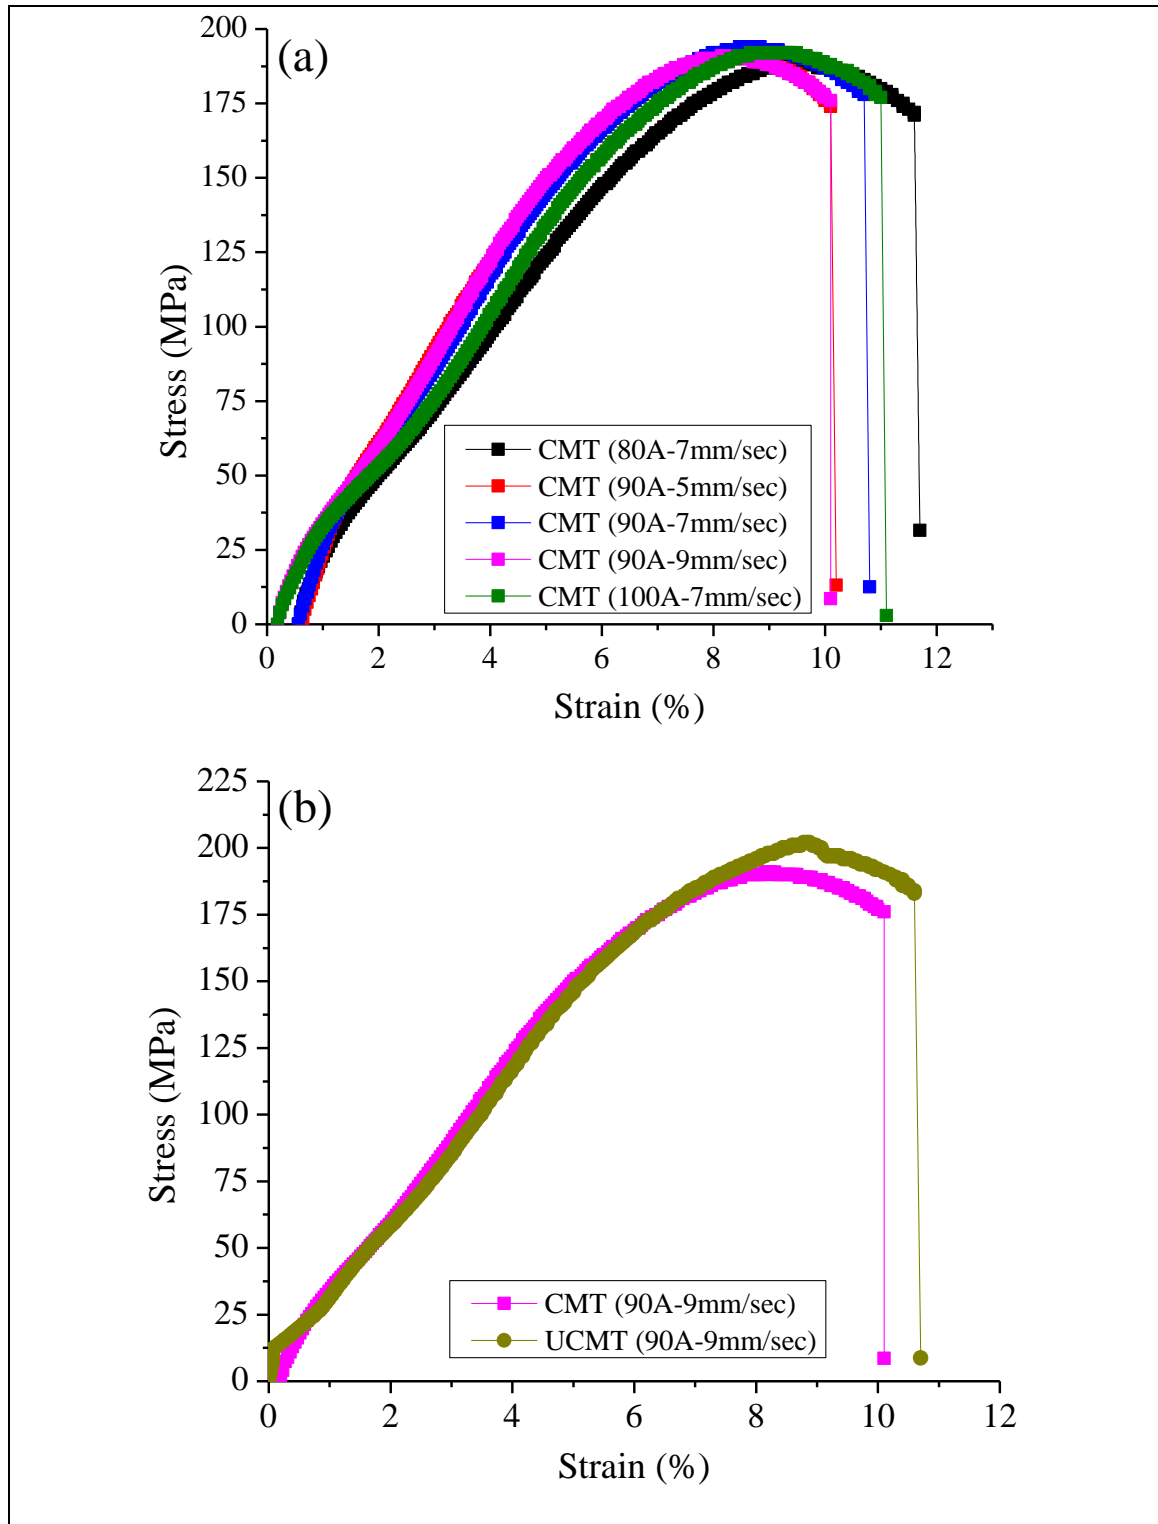 (a)
200
175
150
125
100
75
50
25
0
Stress (MPa)
CMT (80A-7mm/sec)
CMT (90A-5mm/sec)
CMT (90A-7mm/sec)
CMT (90A-9mm/sec)
CMT (100A-7mm/sec)
0 2 4 6 8 10 12
Strain (%)
(b)
225
200
175
150
125
100
75
50
25
0
Stress (MPa)
CMT (90A-9mm/sec)
UCMT (90A-9mm/sec)
0 2 4 6 8 10 12
Strain (%)